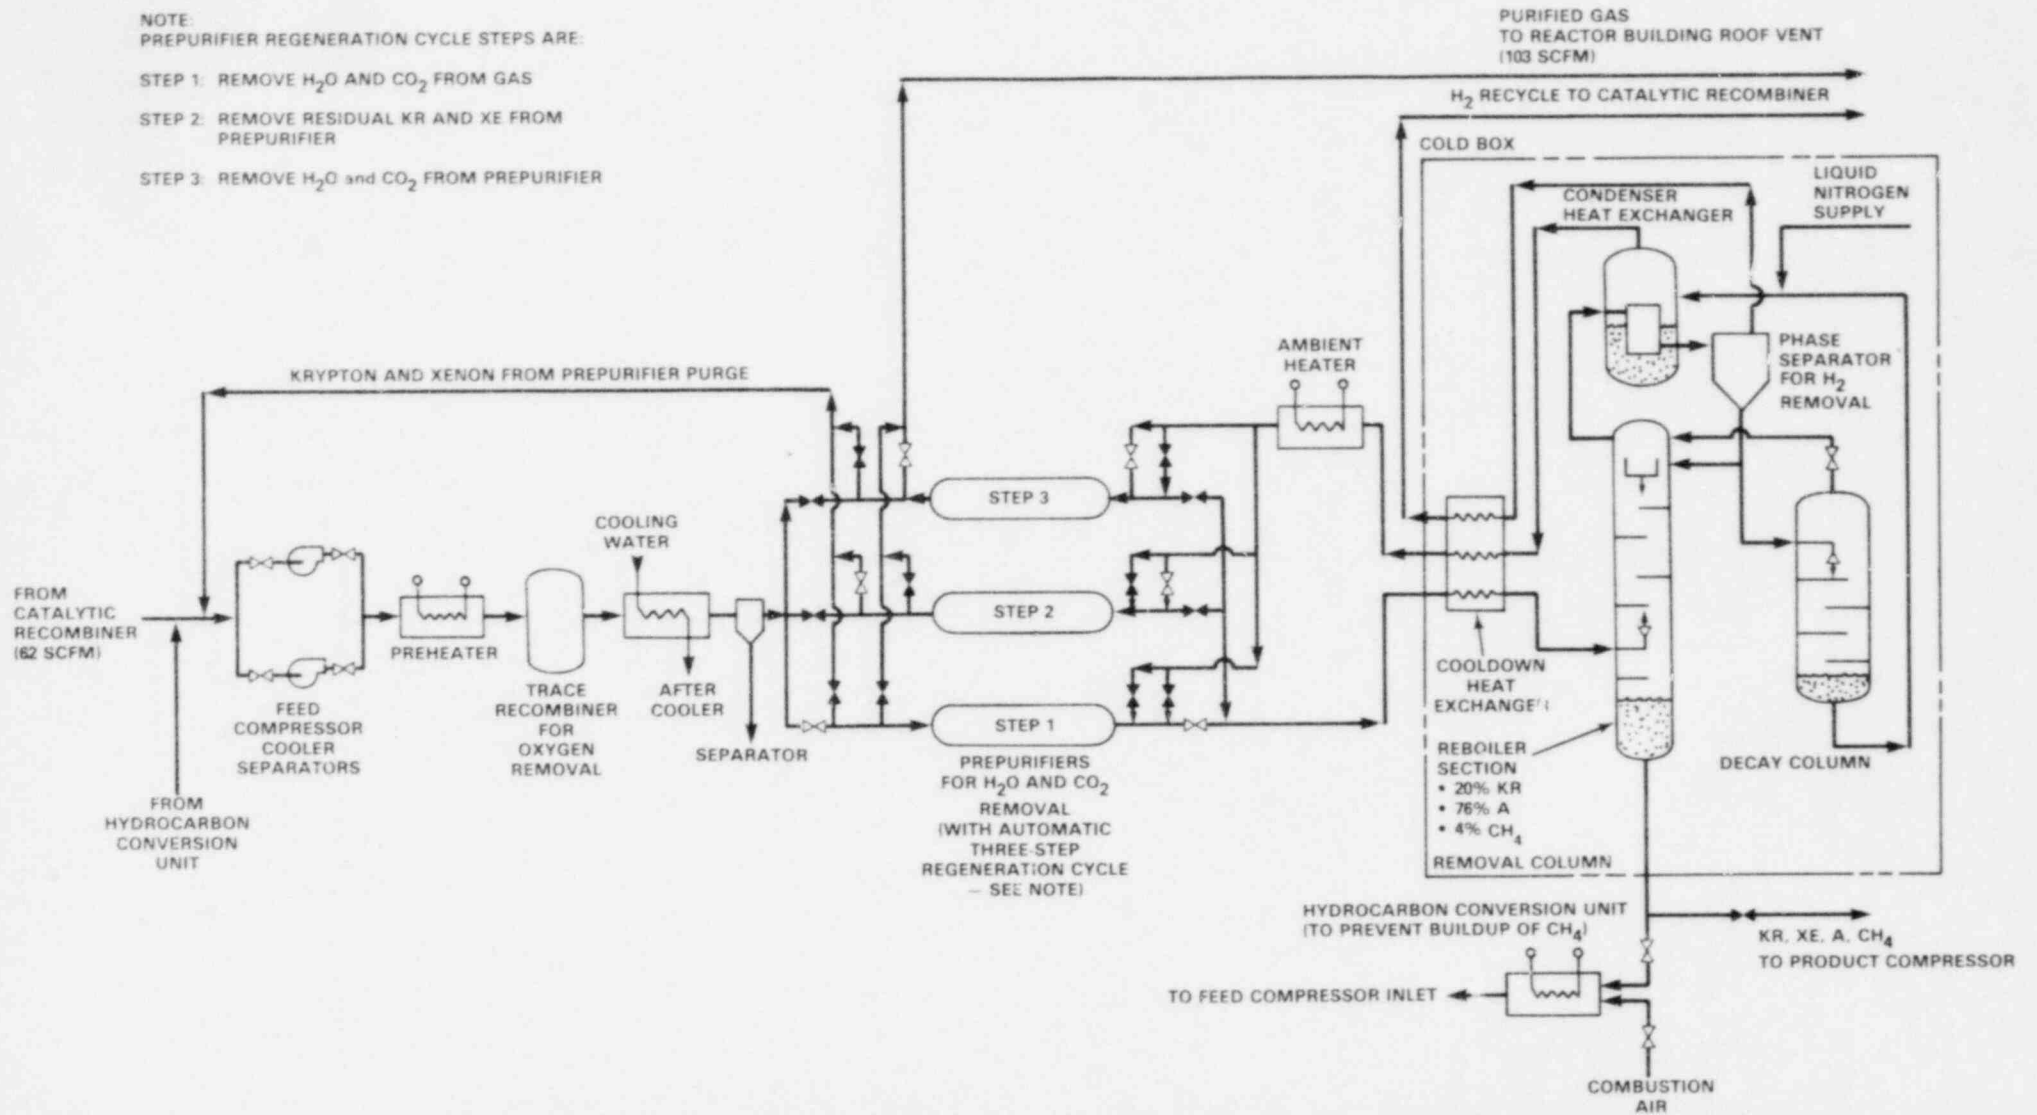 NOTE:
PREPURIFIER REGENERATION CYCLE STEPS ARE:
STEP 1: REMOVE H2O AND CO2 FROM GAS
STEP 2: REMOVE RESIDUAL KR AND XE FROM
PREPURIFIER
STEP 3: REMOVE H2O and CO2 FROM PREPURIFIER
PURIFIED GAS
TO REACTOR BUILDING ROOF VENT
(103 SCFM)
H2 RECYCLE TO CATALYTIC RECOMBINER
COLD BOX
LIQUID
NITROGEN
SUPPLY
CONDENSER
HEAT EXCHANGER
PHASE
SEPARATOR
FOR H2
REMOVAL
AMBIENT
HEATER
KRYPTON AND XENON FROM PREPURIFIER PURGE
STEP 3
COOLING
WATER
FROM
CATALYTIC
RECOMBINER
(62 SCFM)
STEP 2
PREHEATER
TRACE
RECOMBINER
FOR
OXYGEN
REMOVAL
AFTER
COOLER
FEED
COMPRESSOR
COOLER
SEPARATORS
SEPARATOR
STEP 1
COOLDOWN
HEAT
EXCHANGER
PREPURIFIERS
FOR H2O AND CO2
REMOVAL
(WITH AUTOMATIC
THREE-STEP
REGENERATION CYCLE
— SEE NOTE)
REBOILER
SECTION
• 20% KR
• 76% A
• 4% CH4
DECAY COLUMN
REMOVAL COLUMN
FROM
HYDROCARBON
CONVERSION
UNIT
HYDROCARBON CONVERSION UNIT
(TO PREVENT BUILDUP OF CH4)
KR, XE, A, CH4
TO PRODUCT COMPRESSOR
TO FEED COMPRESSOR INLET
COMBUSTION
AIR